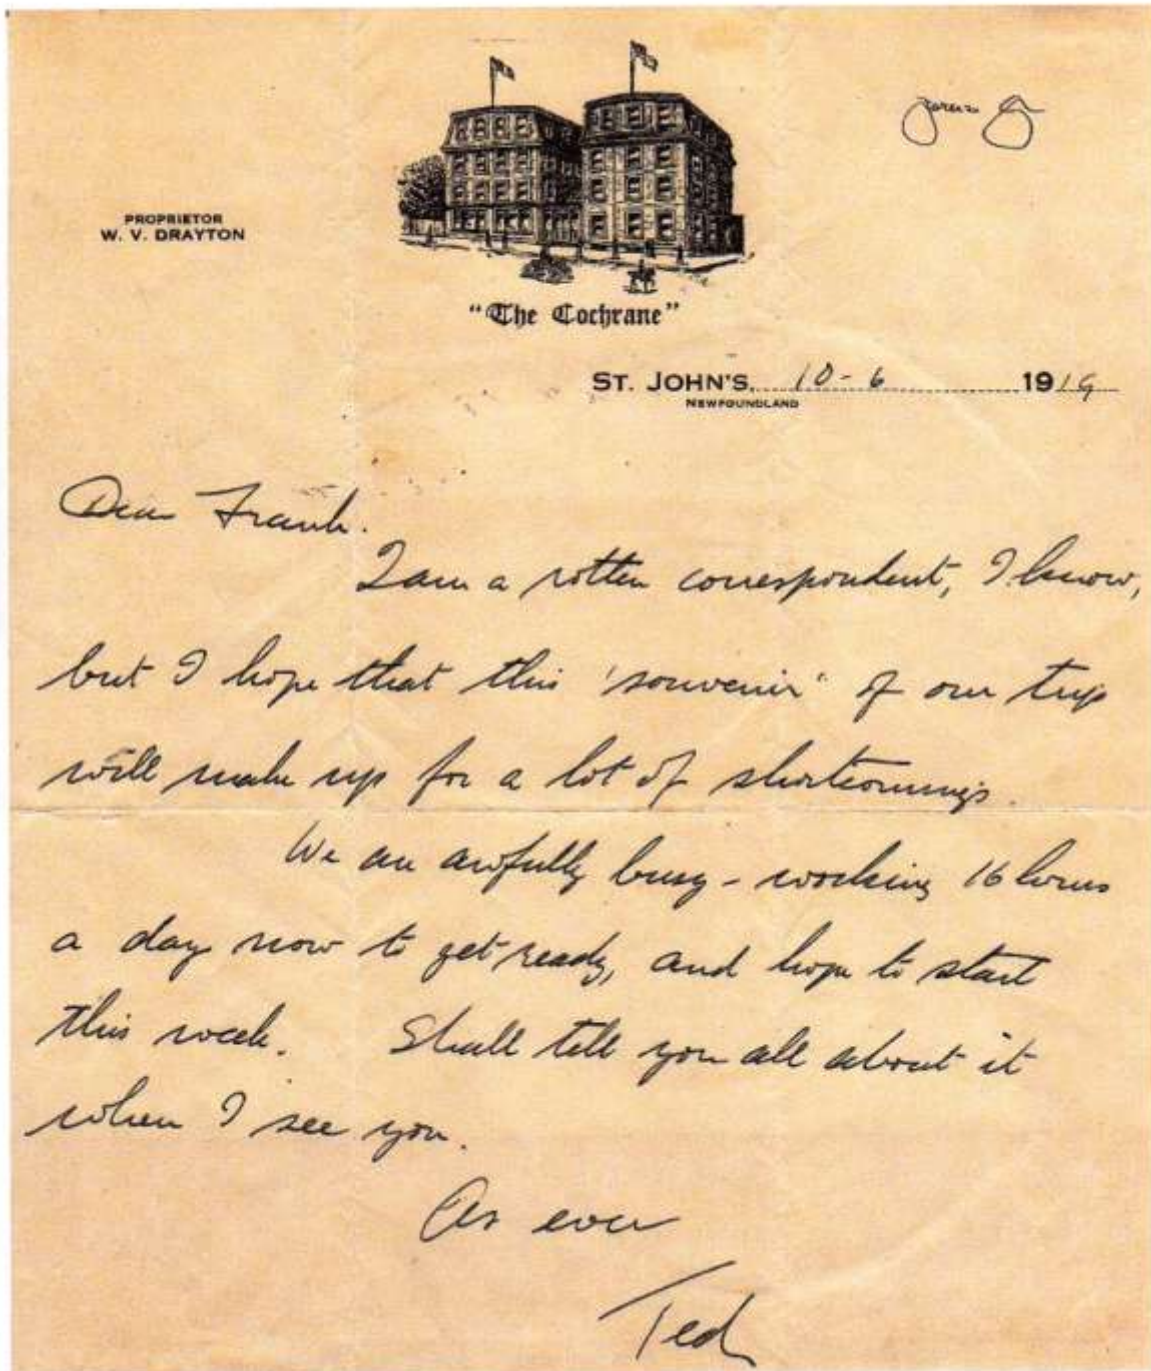 PROPRIETOR
W. V. DRAYTON
"The Cochrane"
ST. JOHN'S, 10-6 1919
NEWFOUNDLAND
Dear Frank.
I am a rotten correspondent, I know,
but I hope that this 'souvenir' of our trip
will make up for a lot of shortcomings.
We are awfully busy - working 16 hours
a day now to get ready, and hope to start
this week. Shall tell you all about it
when I see you.
As ever
Ted